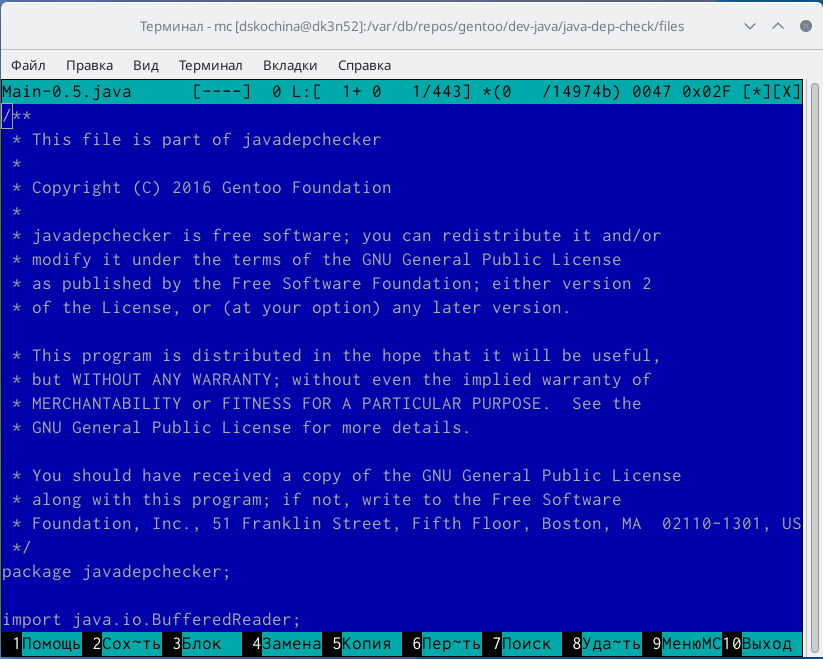 Терминал - mc [dskochina@dk3n52]:/var/db/repos/gentoo/dev-java/java-dep-check/files
Файл Правка Вид Терминал Вкладки Справка
Main-0.5.java [----] 0 L:[ 1+ 0 1/443] *(0 /14974b) 0047 0x02F [*][X]
/**
* This file is part of javadepchecker
*
* Copyright (C) 2016 Gentoo Foundation
*
* javadepchecker is free software; you can redistribute it and/or
* modify it under the terms of the GNU General Public License
* as published by the Free Software Foundation; either version 2
* of the License, or (at your option) any later version.
* This program is distributed in the hope that it will be useful,
* but WITHOUT ANY WARRANTY; without even the implied warranty of
* MERCHANTABILITY or FITNESS FOR A PARTICULAR PURPOSE.  See the
* GNU General Public License for more details.
* You should have received a copy of the GNU General Public License
* along with this program; if not, write to the Free Software
* Foundation, Inc., 51 Franklin Street, Fifth Floor, Boston, MA  02110-1301, US
*/
package javadepchecker;
import java.io.BufferedReader;
1Помощь 2Сох~ть 3Блок 4Замена 5Копия 6Пер~ть 7Поиск 8Уда~ть 9МенюМС 10Выход